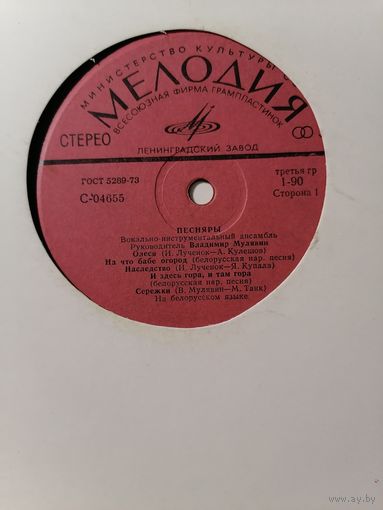 МИНИСТЕРСТВО КУЛЬТУРЫ С
МЕЛОДИЯ
ВСЕСОЮЗНАЯ ФИРМА ГРАМПЛАСТИНОК
СТЕРЕО
ЛЕНИНГРАДСКИЙ ЗАВОД
ГОСТ 5289-73
третья гр
С-04655
1-90
Сторона 1
ПЕСНЯРЫ
Вокально-инструментальный ансамбль
Руководитель Владимир Мулявин
Олеся (И. Лученок—А. Кулешов)
На что бабе огород (белорусская нар. песня)
Наследство (И. Лученок—Я. Купала)
И здесь гора, и там гора
(белорусская нар. песня)
Сережки (В. Мулявин—М. Танк)
На белорусском языке
www.ay.by